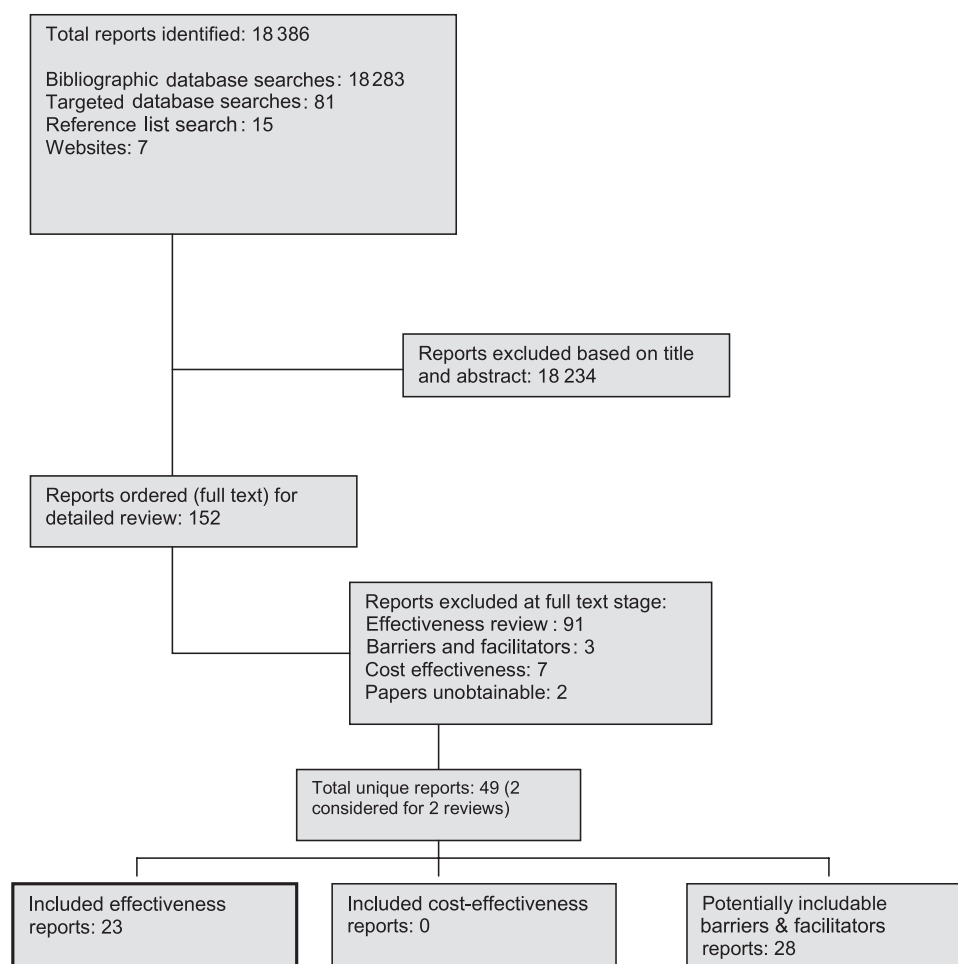 Total reports identified: 18 386
Bibliographic database searches: 18 283
Targeted database searches: 81
Reference list search: 15
Websites: 7
Reports excluded based on title
and abstract: 18 234
Reports ordered (full text) for
detailed review: 152
Reports excluded at full text stage:
Effectiveness review : 91
Barriers and facilitators : 3
Cost effectiveness: 7
Papers unobtainable: 2
Total unique reports: 49 (2
considered for 2 reviews)
Included effectiveness
reports: 23
Included cost-effectiveness
reports: 0
Potentially includable
barriers & facilitators
reports: 28